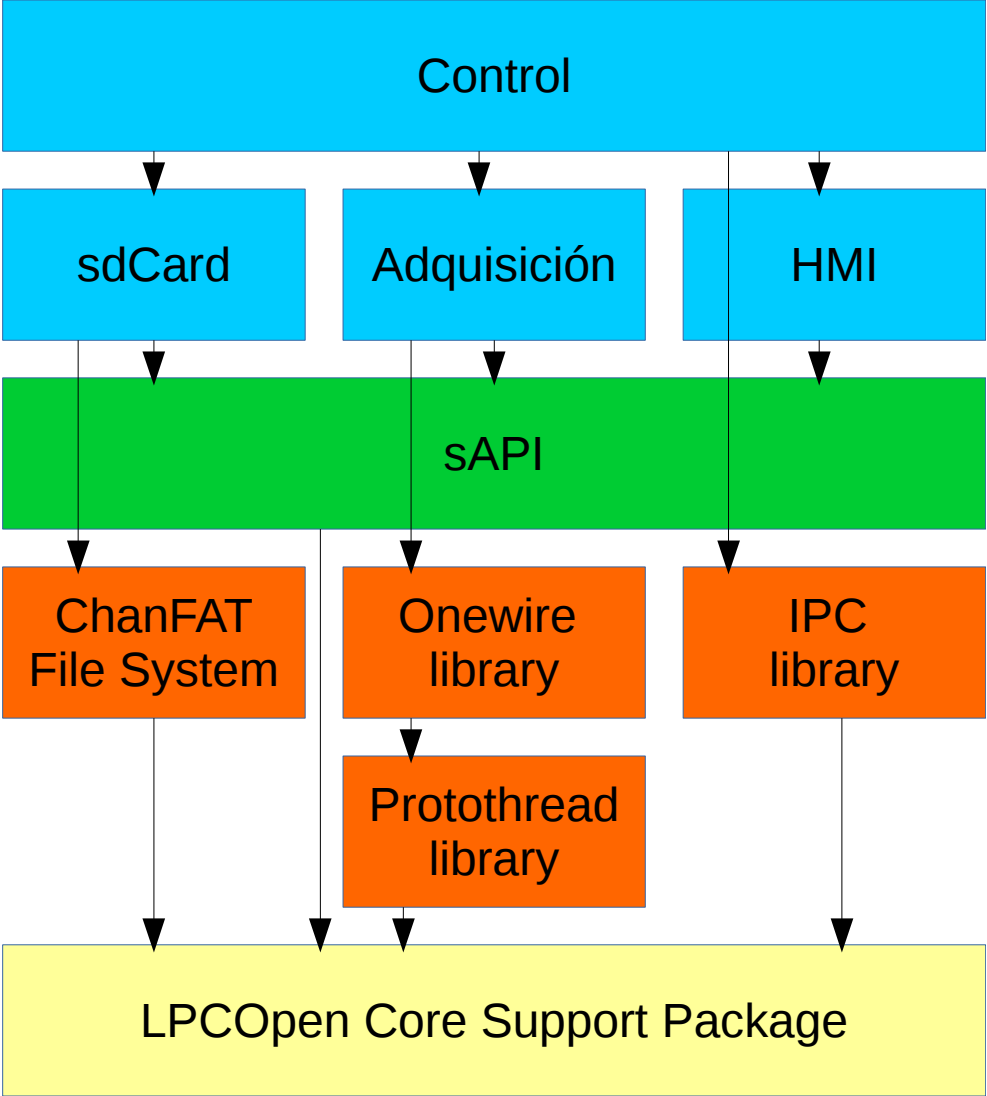 Control
sdCard
Adquisición
HMI
sAPI
ChanFAT
File System
Onewire
library
IPC
library
Protothread
library
LPCOpen Core Support Package